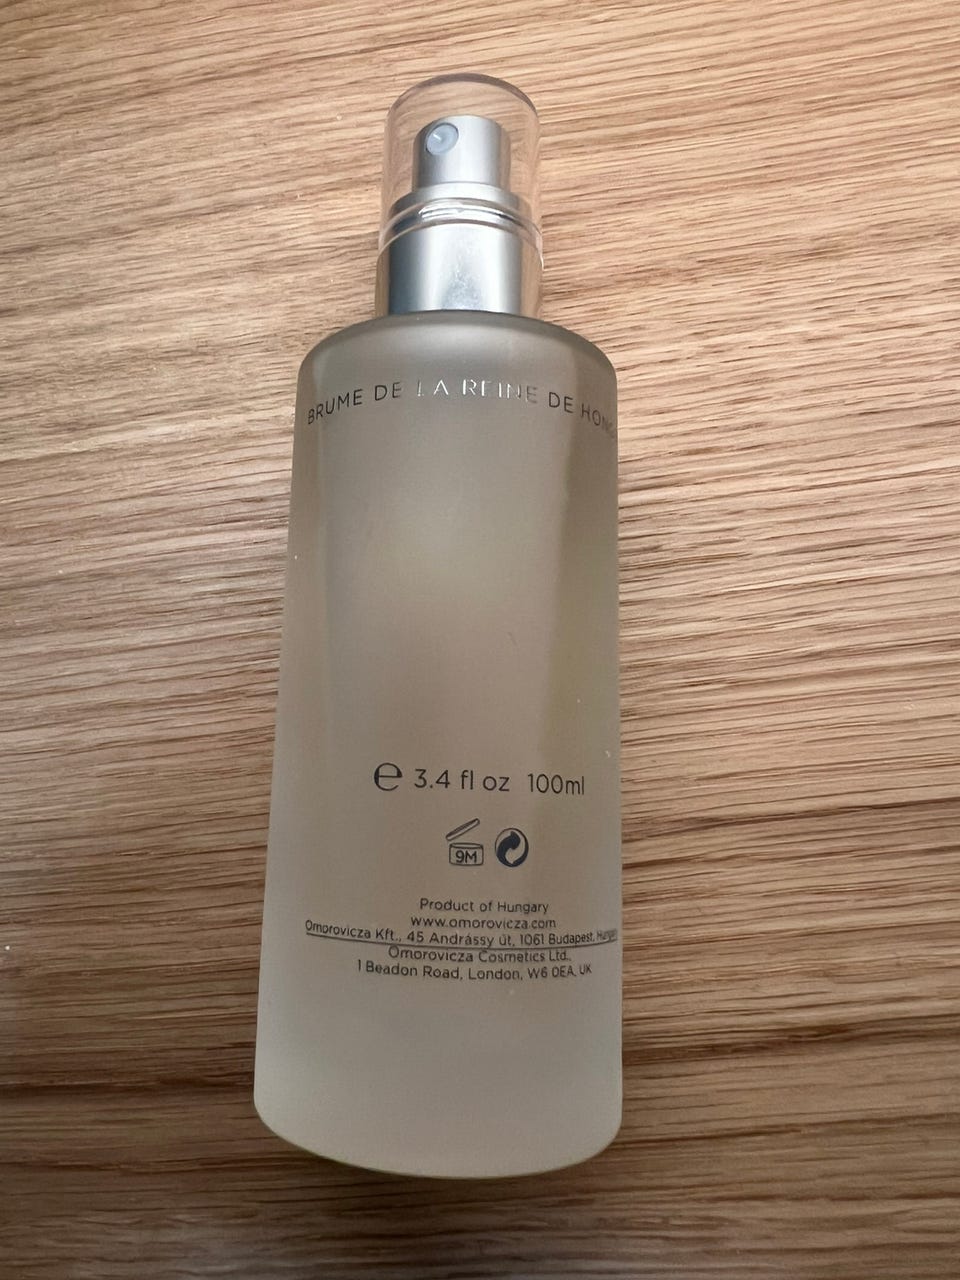 BRUME DE LA REINE DE
℮ 3.4 fl oz 100ml
9M
Product of Hungary
www.omorovicza.com
Omorovicza Kft., 45 Andrássy út, 1061 Budapest,
Omorovicza Cosmetics Ltd.,
1 Beadon Road, London, W6 0EA, UK